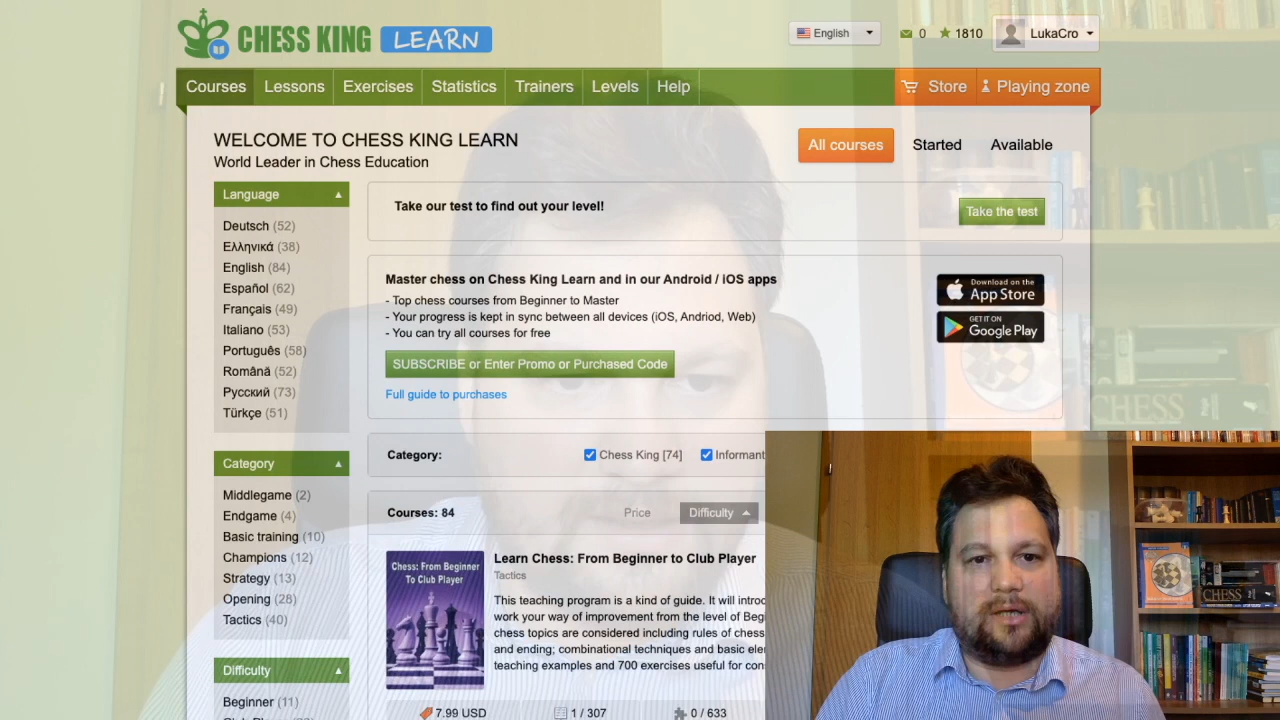 CHESS KING LEARN
English
0
1810
LukaCro
Courses
Lessons
Exercises
Statistics
Trainers
Levels
Help
Store
Playing zone
WELCOME TO CHESS KING LEARN
World Leader in Chess Education
All courses
Started
Available
Language
Deutsch (52)
Ελληνικά (38)
English (84)
Español (62)
Français (49)
Italiano (53)
Português (58)
Română (52)
Русский (73)
Türkçe (51)
Category
Middlegame (2)
Endgame (4)
Basic training (10)
Champions (12)
Strategy (13)
Opening (28)
Tactics (40)
Difficulty
Beginner (11)
Take our test to find out your level!
Take the test
Master chess on Chess King Learn and in our Android / iOS apps
- Top chess courses from Beginner to Master
- Your progress is kept in sync between all devices (iOS, Andriod, Web)
- You can try all courses for free
SUBSCRIBE or Enter Promo or Purchased Code
Full guide to purchases
Download on the
App Store
GET IT ON
Google Play
Category:
Chess King [74]
Informant
Courses: 84
Price
Difficulty
Chess: From Beginner
To Club Player
Learn Chess: From Beginner to Club Player
Tactics
This teaching program is a kind of guide. It will introc
work your way of improvement from the level of Beg
chess topics are considered including rules of chess
and ending; combinational techniques and basic ele
teaching examples and 700 exercises useful for con
7.99 USD
1 / 307
0 / 633
CHESS
CHESS